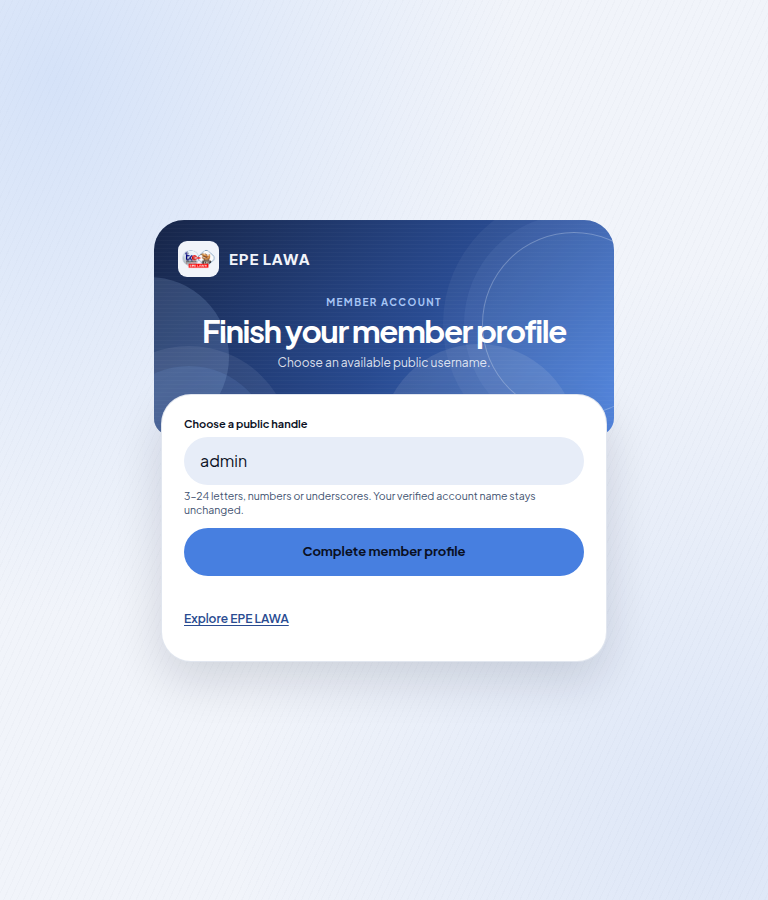 EPE LAWA
MEMBER ACCOUNT
Finish your member profile
Choose an available public username.
Choose a public handle
admin
3–24 letters, numbers or underscores. Your verified account name stays
unchanged.
Complete member profile
Explore EPE LAWA